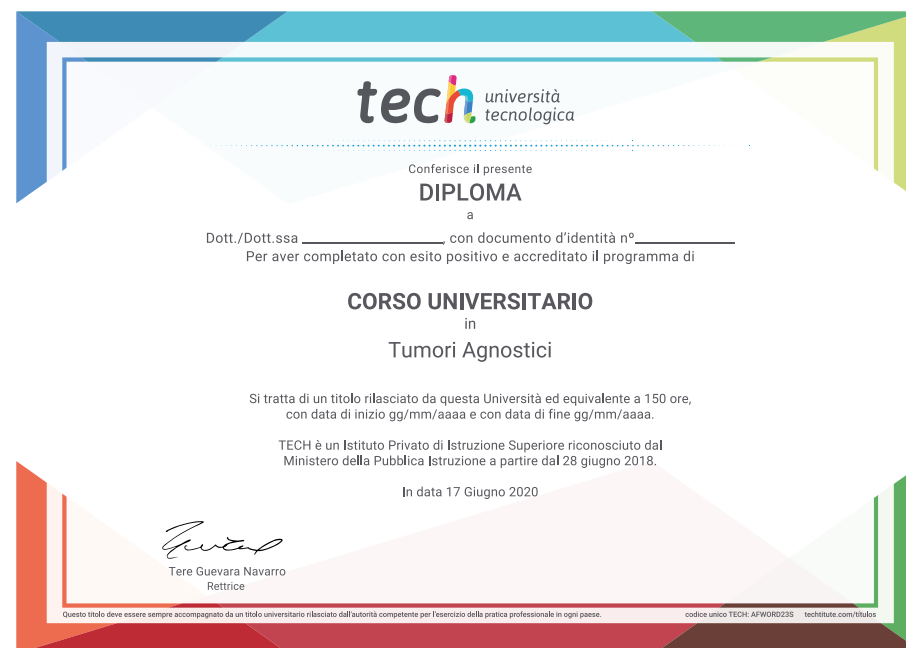 tech università
tecnologica
Conferisce il presente
DIPLOMA
a
Dott./Dott.ssa ____________________, con documento d'identità nº______________
Per aver completato con esito positivo e accreditato il programma di
CORSO UNIVERSITARIO
in
Tumori Agnostici
Si tratta di un titolo rilasciato da questa Università ed equivalente a 150 ore,
con data di inizio gg/mm/aaaa e con data di fine gg/mm/aaaa.
TECH è un Istituto Privato di Istruzione Superiore riconosciuto dal
Ministero della Pubblica Istruzione a partire dal 28 giugno 2018.
In data 17 Giugno 2020
Tere Guevara Navarro
Rettrice
Questo titolo deve essere sempre accompagnato da un titolo universitario rilasciato dall'autorità competente per l'esercizio della pratica professionale in ogni paese. codice unico TECH: AFWORD23S techtitute.com/titulos